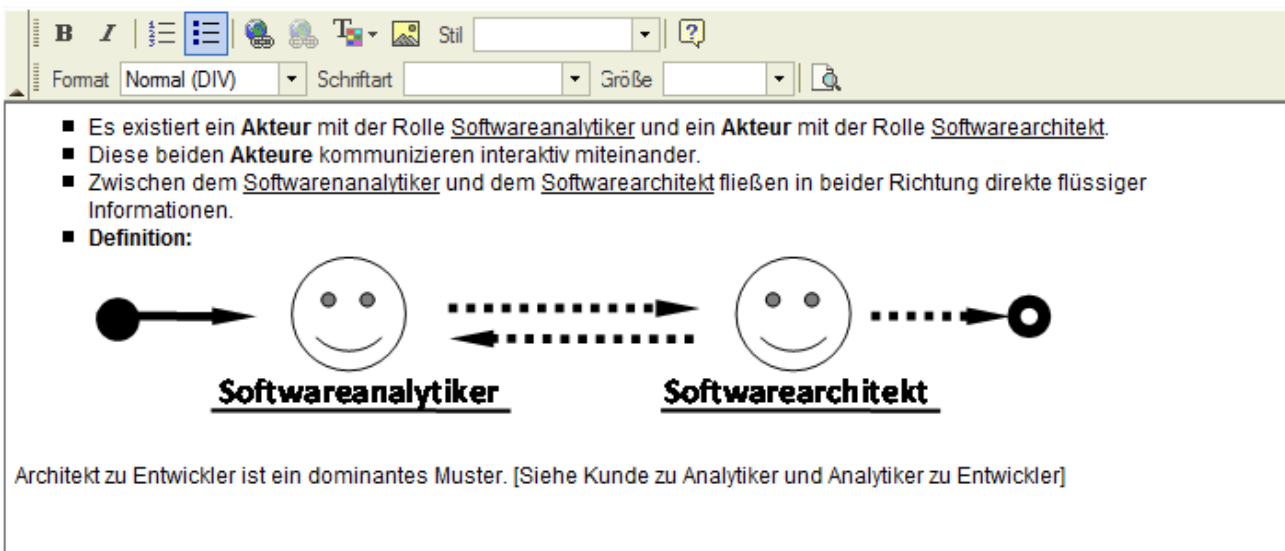 B I Stil
Format Normal (DIV) Schriftart Größe
Es existiert ein Akteur mit der Rolle Softwareanalytiker und ein Akteur mit der Rolle Softwarearchitekt.
Diese beiden Akteure kommunizieren interaktiv miteinander.
Zwischen dem Softwarenanalytiker und dem Softwarearchitekt fließen in beider Richtung direkte flüssiger
Informationen.
Definition:
Softwareanalytiker Softwarearchitekt
Architekt zu Entwickler ist ein dominantes Muster. [Siehe Kunde zu Analytiker und Analytiker zu Entwickler]